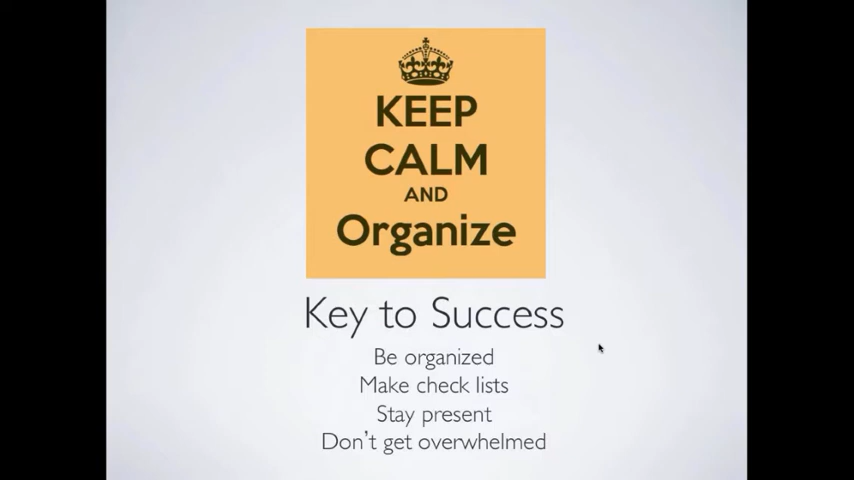 KEEP
CALM
AND
Organize
Key to Success
Be organized
Make check lists
Stay present
Don't get overwhelmed